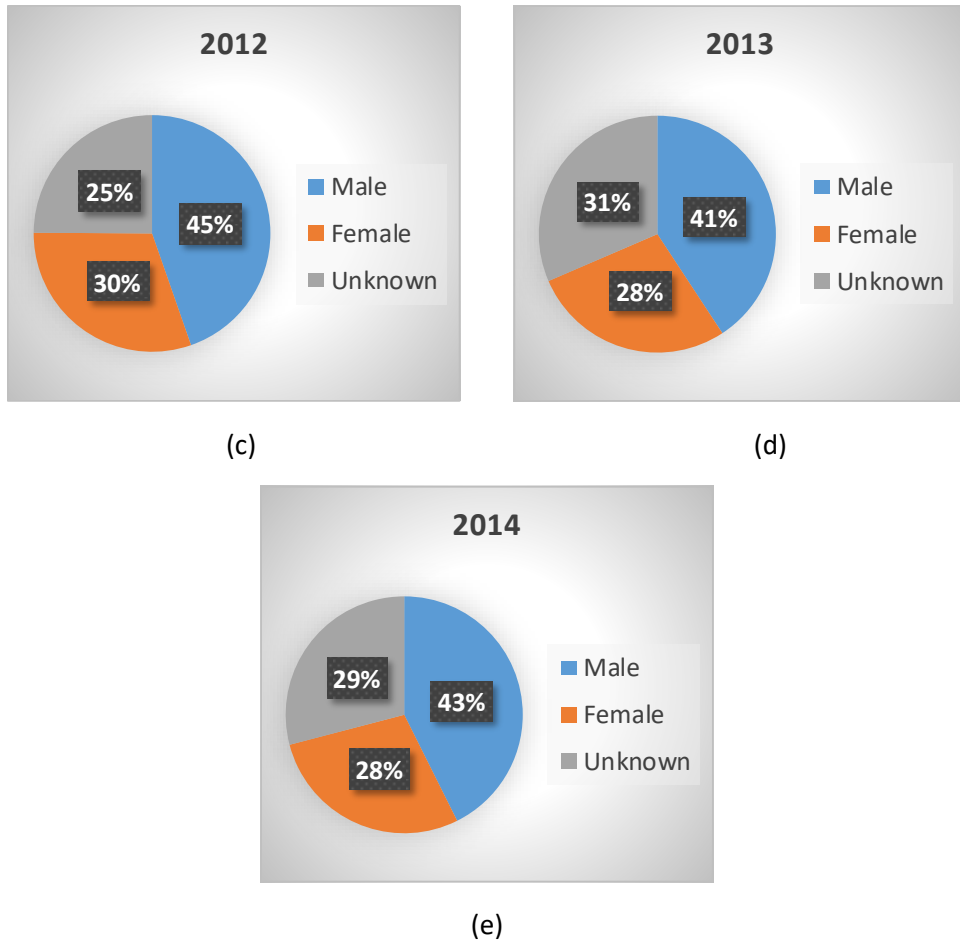 2012
25%
45%
30%
Male
Female
Unknown
(c)
2013
31%
41%
28%
Male
Female
Unknown
(d)
2014
29%
43%
28%
Male
Female
Unknown
(e)